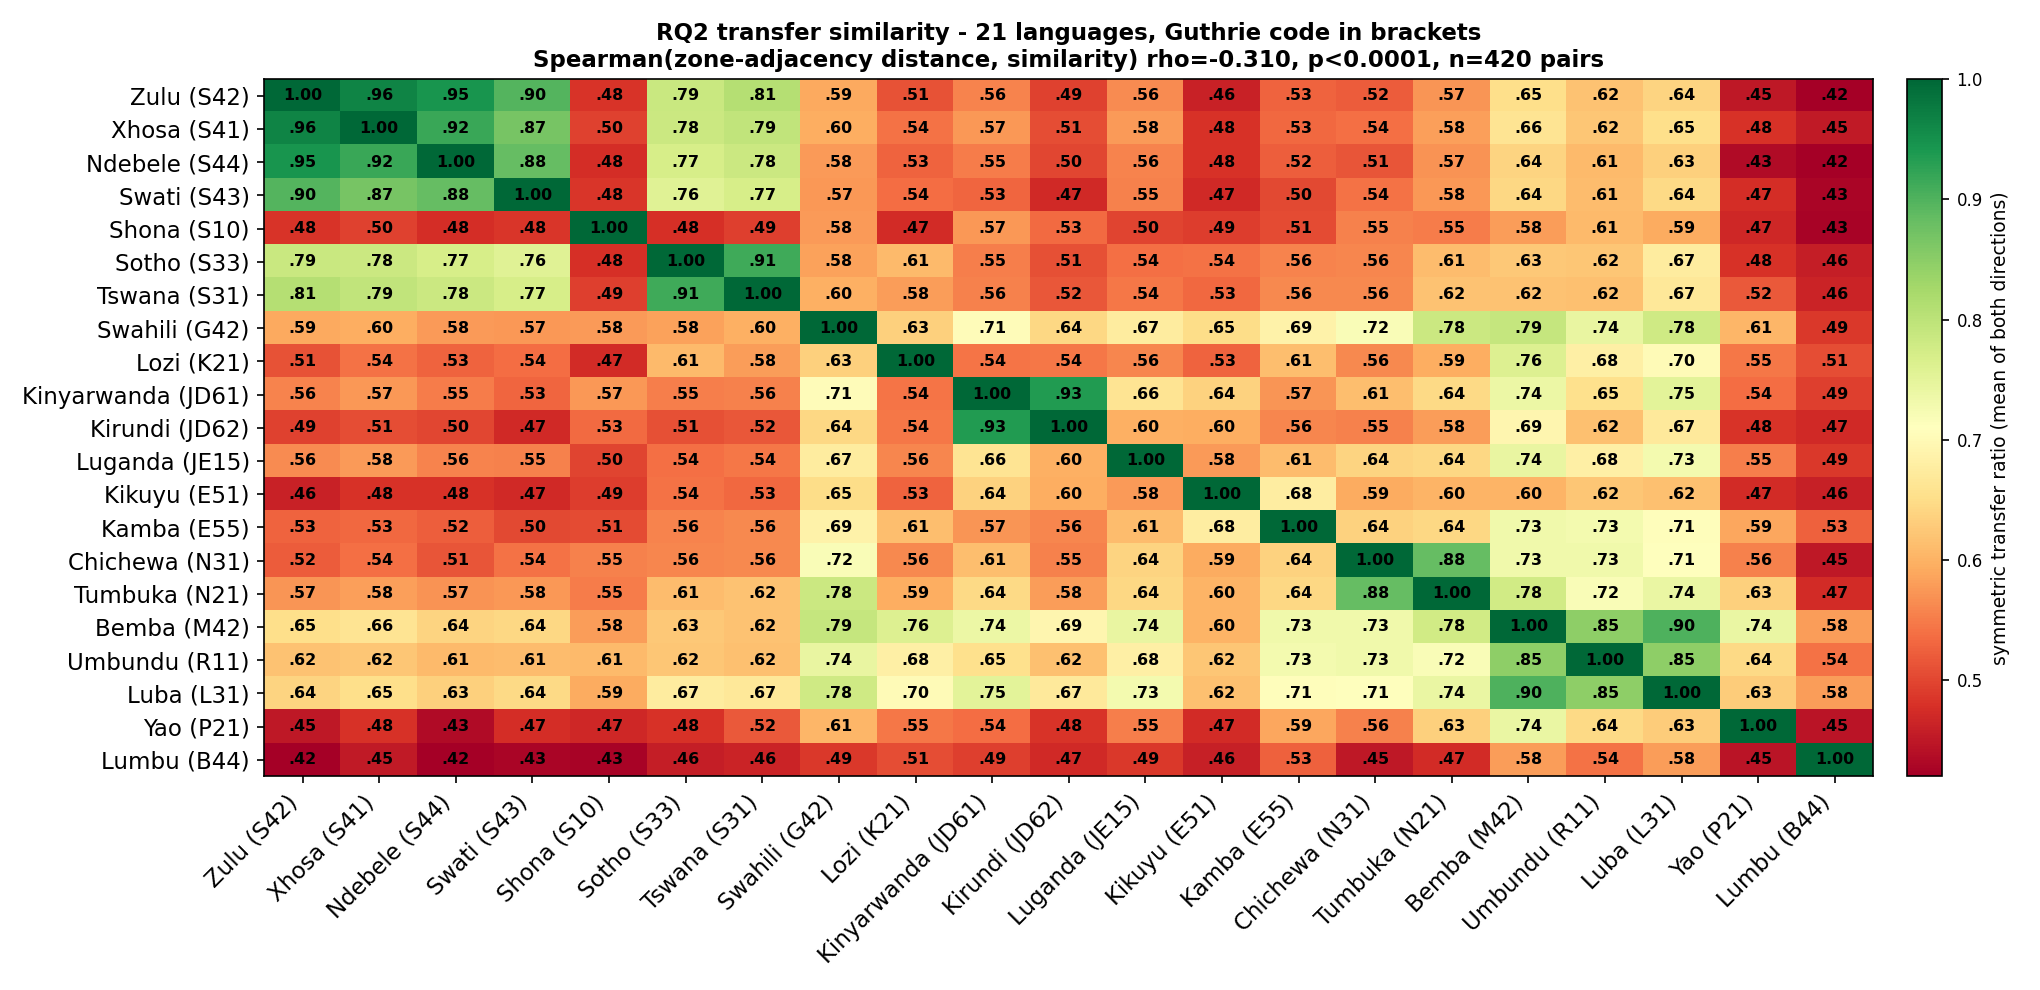 RQ2 transfer similarity - 21 languages, Guthrie code in brackets
Spearman(zone-adjacency distance, similarity) rho=-0.310, p<0.0001, n=420 pairs
Zulu (S42) 1.00 .96 .95 .90 .48 .79 .81 .59 .51 .56 .49 .56 .46 .53 .52 .57 .65 .62 .64 .45 .42
Xhosa (S41) .96 1.00 .92 .87 .50 .78 .79 .60 .54 .57 .51 .58 .48 .53 .54 .58 .66 .62 .65 .48 .45
Ndebele (S44) .95 .92 1.00 .88 .48 .77 .78 .58 .53 .55 .50 .56 .48 .52 .51 .57 .64 .61 .63 .43 .42
Swati (S43) .90 .87 .88 1.00 .48 .76 .77 .57 .54 .53 .47 .55 .47 .50 .54 .58 .64 .61 .64 .47 .43
Shona (S10) .48 .50 .48 .48 1.00 .48 .49 .58 .47 .57 .53 .50 .49 .51 .55 .55 .58 .61 .59 .47 .43
Sotho (S33) .79 .78 .77 .76 .48 1.00 .91 .58 .61 .55 .51 .54 .54 .56 .56 .61 .63 .62 .67 .48 .46
Tswana (S31) .81 .79 .78 .77 .49 .91 1.00 .60 .58 .56 .52 .54 .53 .56 .56 .62 .62 .62 .67 .52 .46
Swahili (G42) .59 .60 .58 .57 .58 .58 .60 1.00 .63 .71 .64 .67 .65 .69 .72 .78 .79 .74 .78 .61 .49
Lozi (K21) .51 .54 .53 .54 .47 .61 .58 .63 1.00 .54 .54 .56 .53 .61 .56 .59 .76 .68 .70 .55 .51
Kinyarwanda (JD61) .56 .57 .55 .53 .57 .55 .56 .71 .54 1.00 .93 .66 .64 .57 .61 .64 .74 .65 .75 .54 .49
Kirundi (JD62) .49 .51 .50 .47 .53 .51 .52 .64 .54 .93 1.00 .60 .60 .56 .55 .58 .69 .62 .67 .48 .47
Luganda (JE15) .56 .58 .56 .55 .50 .54 .54 .67 .56 .66 .60 1.00 .58 .61 .64 .64 .74 .68 .73 .55 .49
Kikuyu (E51) .46 .48 .48 .47 .49 .54 .53 .65 .53 .64 .60 .58 1.00 .68 .59 .60 .60 .62 .62 .47 .46
Kamba (E55) .53 .53 .52 .50 .51 .56 .56 .69 .61 .57 .56 .61 .68 1.00 .64 .64 .73 .73 .71 .59 .53
Chichewa (N31) .52 .54 .51 .54 .55 .56 .56 .72 .56 .61 .55 .64 .59 .64 1.00 .88 .73 .73 .71 .56 .45
Tumbuka (N21) .57 .58 .57 .58 .55 .61 .62 .78 .59 .64 .58 .64 .60 .64 .88 1.00 .78 .72 .74 .63 .47
Bemba (M42) .65 .66 .64 .64 .58 .63 .62 .79 .76 .74 .69 .74 .60 .73 .73 .78 1.00 .85 .90 .74 .58
Umbundu (R11) .62 .62 .61 .61 .61 .62 .62 .74 .68 .65 .62 .68 .62 .73 .73 .72 .85 1.00 .85 .64 .54
Luba (L31) .64 .65 .63 .64 .59 .67 .67 .78 .70 .75 .67 .73 .62 .71 .71 .74 .90 .85 1.00 .63 .58
Yao (P21) .45 .48 .43 .47 .47 .48 .52 .61 .55 .54 .48 .55 .47 .59 .56 .63 .74 .64 .63 1.00 .45
Lumbu (B44) .42 .45 .42 .43 .43 .46 .46 .49 .51 .49 .47 .49 .46 .53 .45 .47 .58 .54 .58 .45 1.00
Zulu (S42)
Xhosa (S41)
Ndebele (S44)
Swati (S43)
Shona (S10)
Sotho (S33)
Tswana (S31)
Swahili (G42)
Lozi (K21)
Kinyarwanda (JD61)
Kirundi (JD62)
Luganda (JE15)
Kikuyu (E51)
Kamba (E55)
Chichewa (N31)
Tumbuka (N21)
Bemba (M42)
Umbundu (R11)
Luba (L31)
Yao (P21)
Lumbu (B44)
1.0
0.9
0.8
0.7
0.6
0.5
symmetric transfer ratio (mean of both directions)